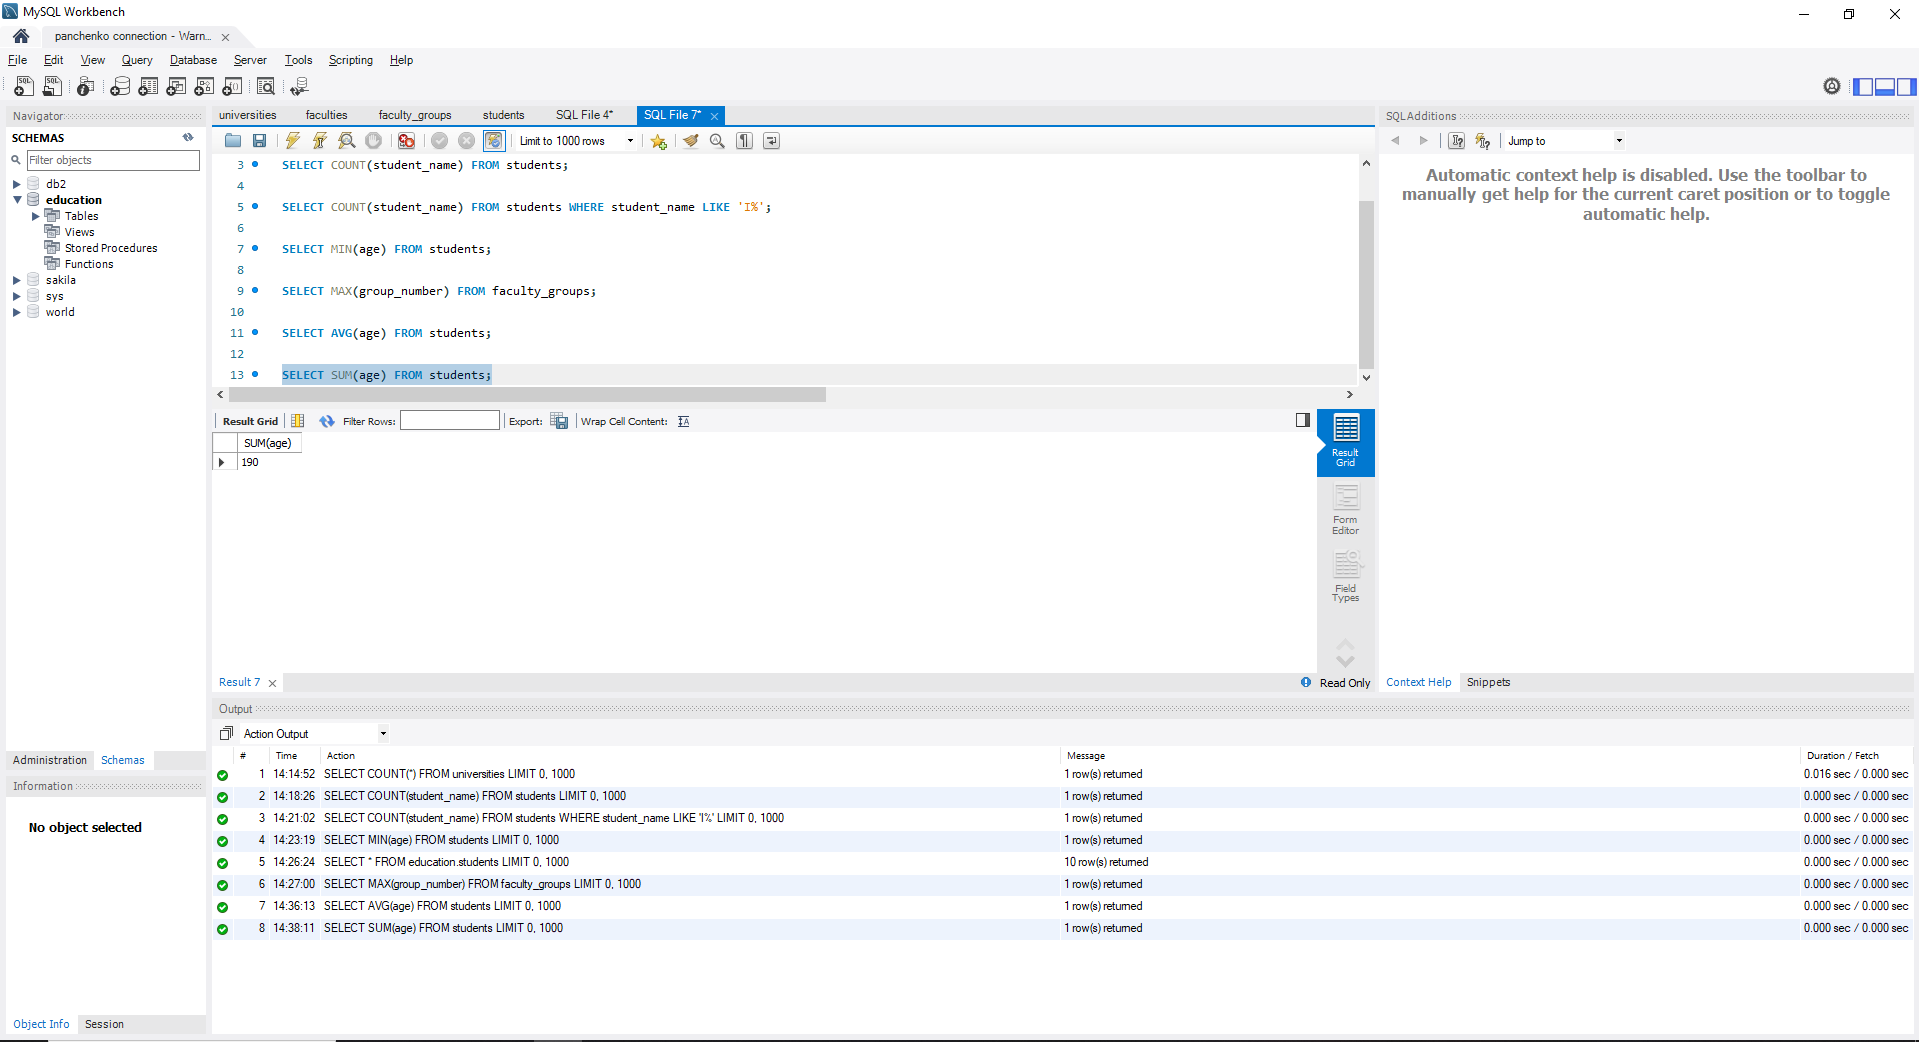 MySQL Workbench
panchenko connection - Warn...
File Edit View Query Database Server Tools Scripting Help
Navigator
SCHEMAS
Filter objects
db2
education
Tables
Views
Stored Procedures
Functions
sakila
sys
world
Administration Schemas
Information
No object selected
Object Info Session
universities faculties faculty_groups students SQL File 4* SQL File 7*
Limit to 1000 rows
3 SELECT COUNT(student_name) FROM students;
4
5 SELECT COUNT(student_name) FROM students WHERE student_name LIKE 'I%';
6
7 SELECT MIN(age) FROM students;
8
9 SELECT MAX(group_number) FROM faculty_groups;
10
11 SELECT AVG(age) FROM students;
12
13 SELECT SUM(age) FROM students;
Result Grid Filter Rows: Export: Wrap Cell Content:
SUM(age)
190
Result
Grid
Form
Editor
Field
Types
Result 7
Read Only
SQLAdditions
Jump to
Automatic context help is disabled. Use the toolbar to
manually get help for the current caret position or to toggle
automatic help.
Context Help Snippets
Output
Action Output
# Time Action Message Duration / Fetch
1 14:14:52 SELECT COUNT(*) FROM universities LIMIT 0, 1000 1 row(s) returned 0.016 sec / 0.000 sec
2 14:18:26 SELECT COUNT(student_name) FROM students LIMIT 0, 1000 1 row(s) returned 0.000 sec / 0.000 sec
3 14:21:02 SELECT COUNT(student_name) FROM students WHERE student_name LIKE 'I%' LIMIT 0, 1000 1 row(s) returned 0.000 sec / 0.000 sec
4 14:23:19 SELECT MIN(age) FROM students LIMIT 0, 1000 1 row(s) returned 0.000 sec / 0.000 sec
5 14:26:24 SELECT * FROM education.students LIMIT 0, 1000 10 row(s) returned 0.000 sec / 0.000 sec
6 14:27:00 SELECT MAX(group_number) FROM faculty_groups LIMIT 0, 1000 1 row(s) returned 0.000 sec / 0.000 sec
7 14:36:13 SELECT AVG(age) FROM students LIMIT 0, 1000 1 row(s) returned 0.000 sec / 0.000 sec
8 14:38:11 SELECT SUM(age) FROM students LIMIT 0, 1000 1 row(s) returned 0.000 sec / 0.000 sec